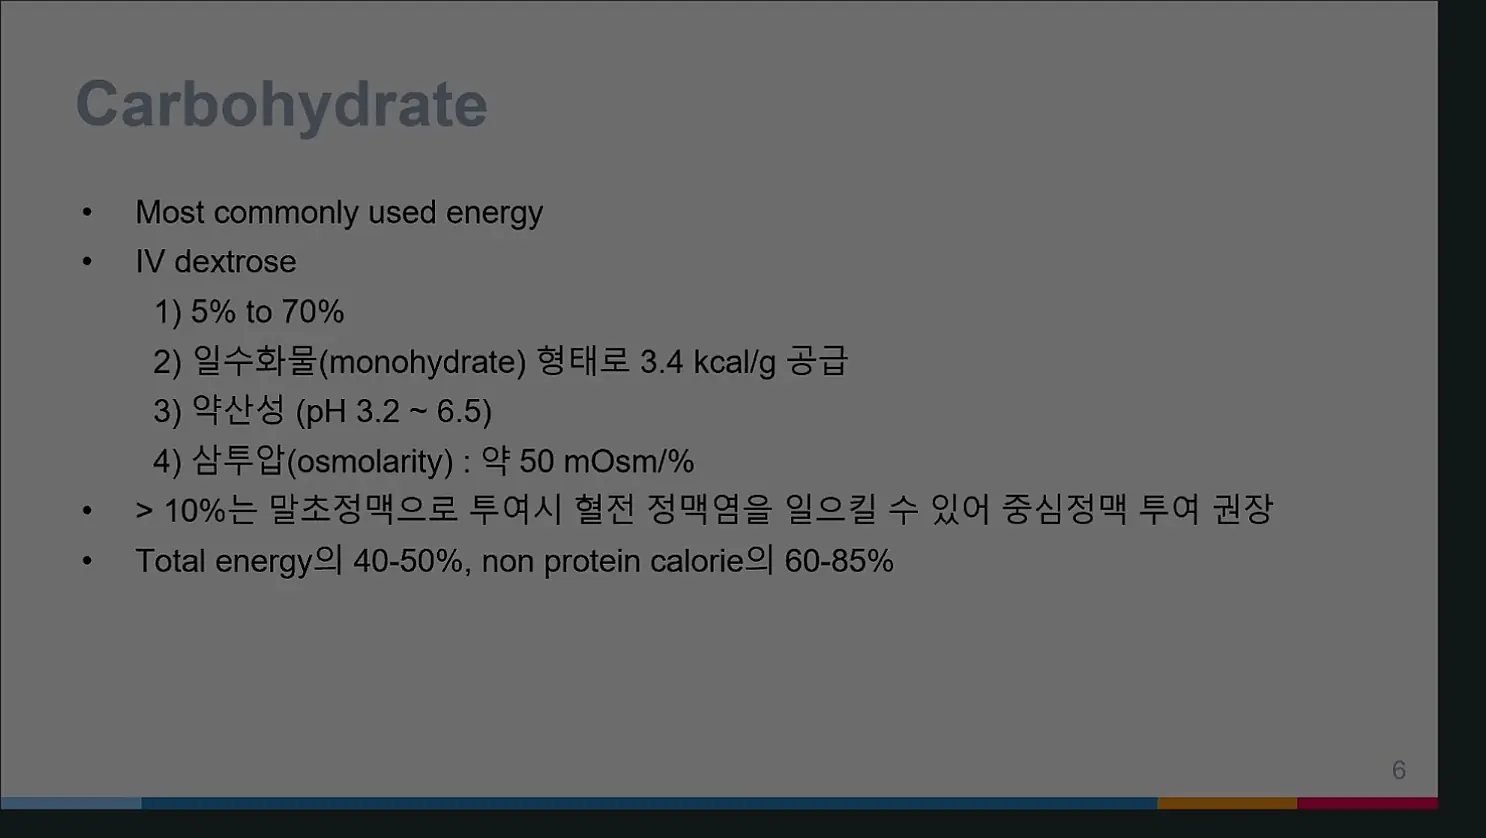 Carbohydrate
• Most commonly used energy
• IV dextrose
1) 5% to 70%
2) 일수화물(monohydrate) 형태로 3.4 kcal/g 공급
3) 약산성 (pH 3.2 ~ 6.5)
4) 삼투압(osmolarity) : 약 50 mOsm/%
• > 10%는 말초정맥으로 투여시 혈전 정맥염을 일으킬 수 있어 중심정맥 투여 권장
• Total energy의 40-50%, non protein calorie의 60-85%
6